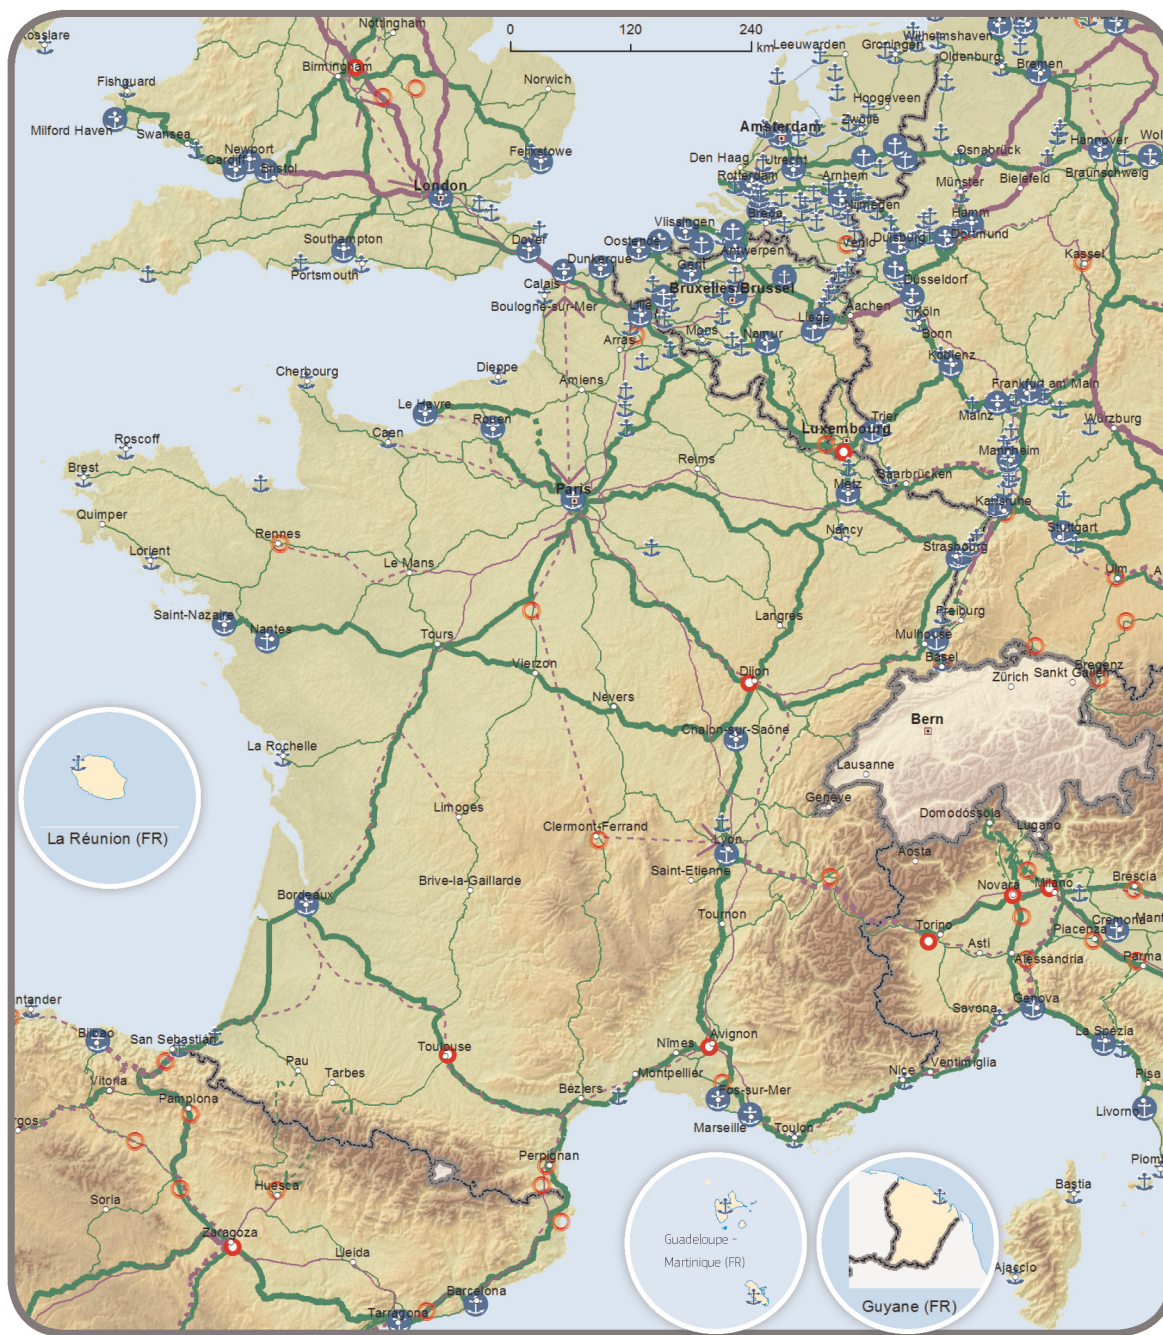 Nottingham
0 120 240
km
Rosslare
Birmingham
Norwich
Leeuwarden
Groningen
Wilhelmshaven
Oldenburg
Bremen
Fishguard
Milford Haven
Swansea
Newport
Cardiff
Bristol
Felixstowe
Hoogeveen
Zwolle
Amsterdam
Osnabrück
Hannover
Den Haag
Utrecht
Rotterdam
Arnhem
Münster
Bielefeld
Braunschweig
London
Breda
Nijmegen
Hamm
Southampton
Portsmouth
Dover
Vlissingen
Oostende
Dunkerque
Gent
Antwerpen
Venlo
Duisburg
Dortmund
Kassel
Calais
Bruxelles/Brussel
Düsseldorf
Boulogne-sur-Mer
Lille
Liège
Aachen
Köln
Bonn
Arras
Mons
Namur
Koblenz
Cherbourg
Dieppe
Amiens
Frankfurt am Main
Mainz
Würzburg
Le Havre
Rouen
Caen
Luxembourg
Trier
Roscoff
Brest
Reims
Metz
Saarbrücken
Mannheim
Paris
Karlsruhe
Quimper
Rennes
Nancy
Stuttgart
Lorient
Le Mans
Strasbourg
Ulm
Saint-Nazaire
Nantes
Langres
Freiburg
Tours
Mulhouse
Vierzon
Dijon
Basel
Zürich
Sankt Gallen
Bregenz
Nevers
Chalon-sur-Saône
Bern
La Rochelle
Lausanne
Genève
Limoges
Clermont-Ferrand
Domodossola
Lugano
La Réunion (FR)
Lyon
Aosta
Saint-Etienne
Brive-la-Gaillarde
Novara
Milano
Brescia
Bordeaux
Tournon
Torino
Cremona
Piacenza
Asti
Alessandria
Parma
Savona
Genova
Bilbao
San Sebastián
Toulouse
Avignon
Nîmes
La Spezia
Vitoria
Pau
Tarbes
Montpellier
Nice
Ventimiglia
Pisa
Pamplona
Béziers
Fos-sur-Mer
Marseille
Toulon
Livorno
Perpignan
Soria
Huesca
Bastia
Zaragoza
Lleida
Guadeloupe -
Martinique (FR)
Ajaccio
Barcelona
Tarragona
Guyane (FR)